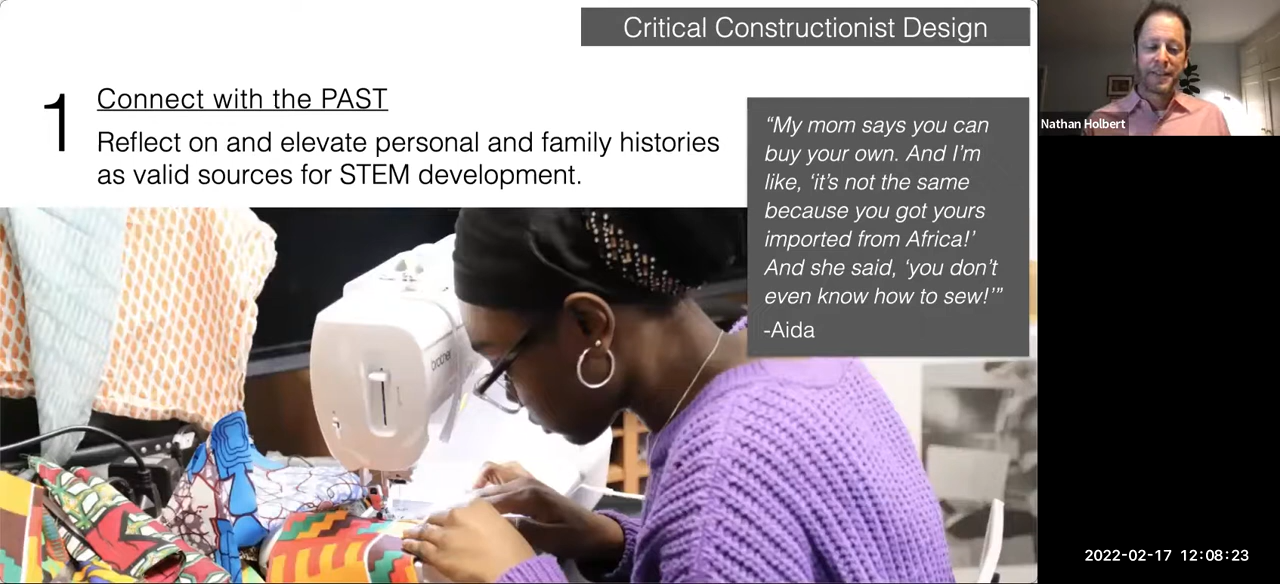 Critical Constructionist Design
1
Connect with the PAST
Reflect on and elevate personal and family histories
as valid sources for STEM development.
“My mom says you can
buy your own. And I’m
like, ‘it’s not the same
because you got yours
imported from Africa!’
And she said, ‘you don’t
even know how to sew!’”
-Aida
brother
Nathan Holbert
2022-02-17 12:08:23